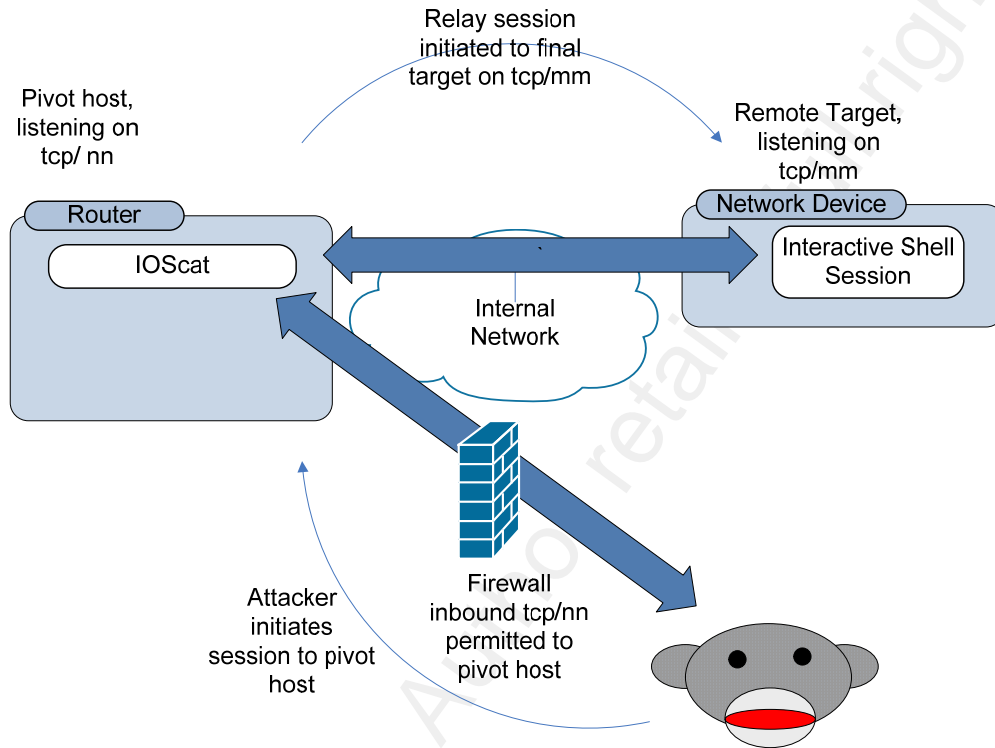 Relay session
initiated to final
target on tcp/mm
Pivot host,
listening on
tcp/ nn
Remote Target,
listening on
tcp/mm
Router
IOScat
Network Device
Interactive Shell
Session
Internal
Network
Attacker
initiates
session to pivot
host
Firewall
inbound tcp/nn
permitted to
pivot host